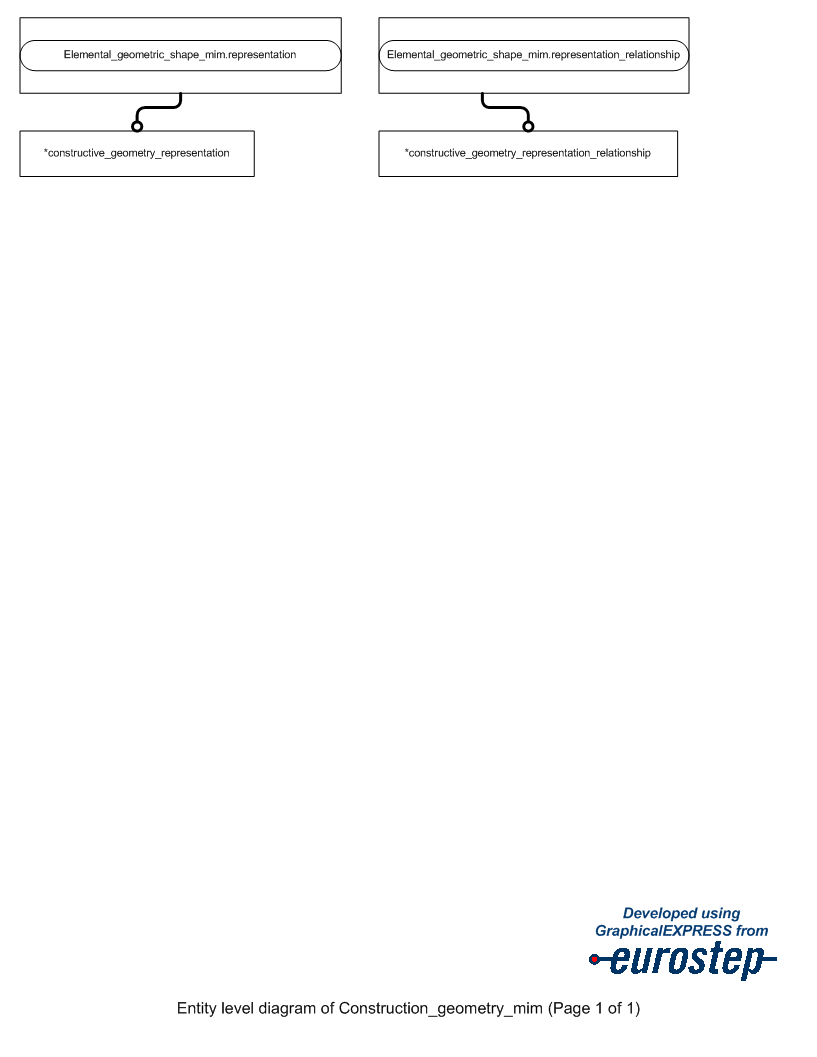 Elemental_geometric_shape_mim.representation
Elemental_geometric_shape_mim.representation_relationship
*constructive_geometry_representation
*constructive_geometry_representation_relationship
Developed using
GraphicalEXPRESS from
eurostep
Entity level diagram of Construction_geometry_mim (Page 1 of 1)